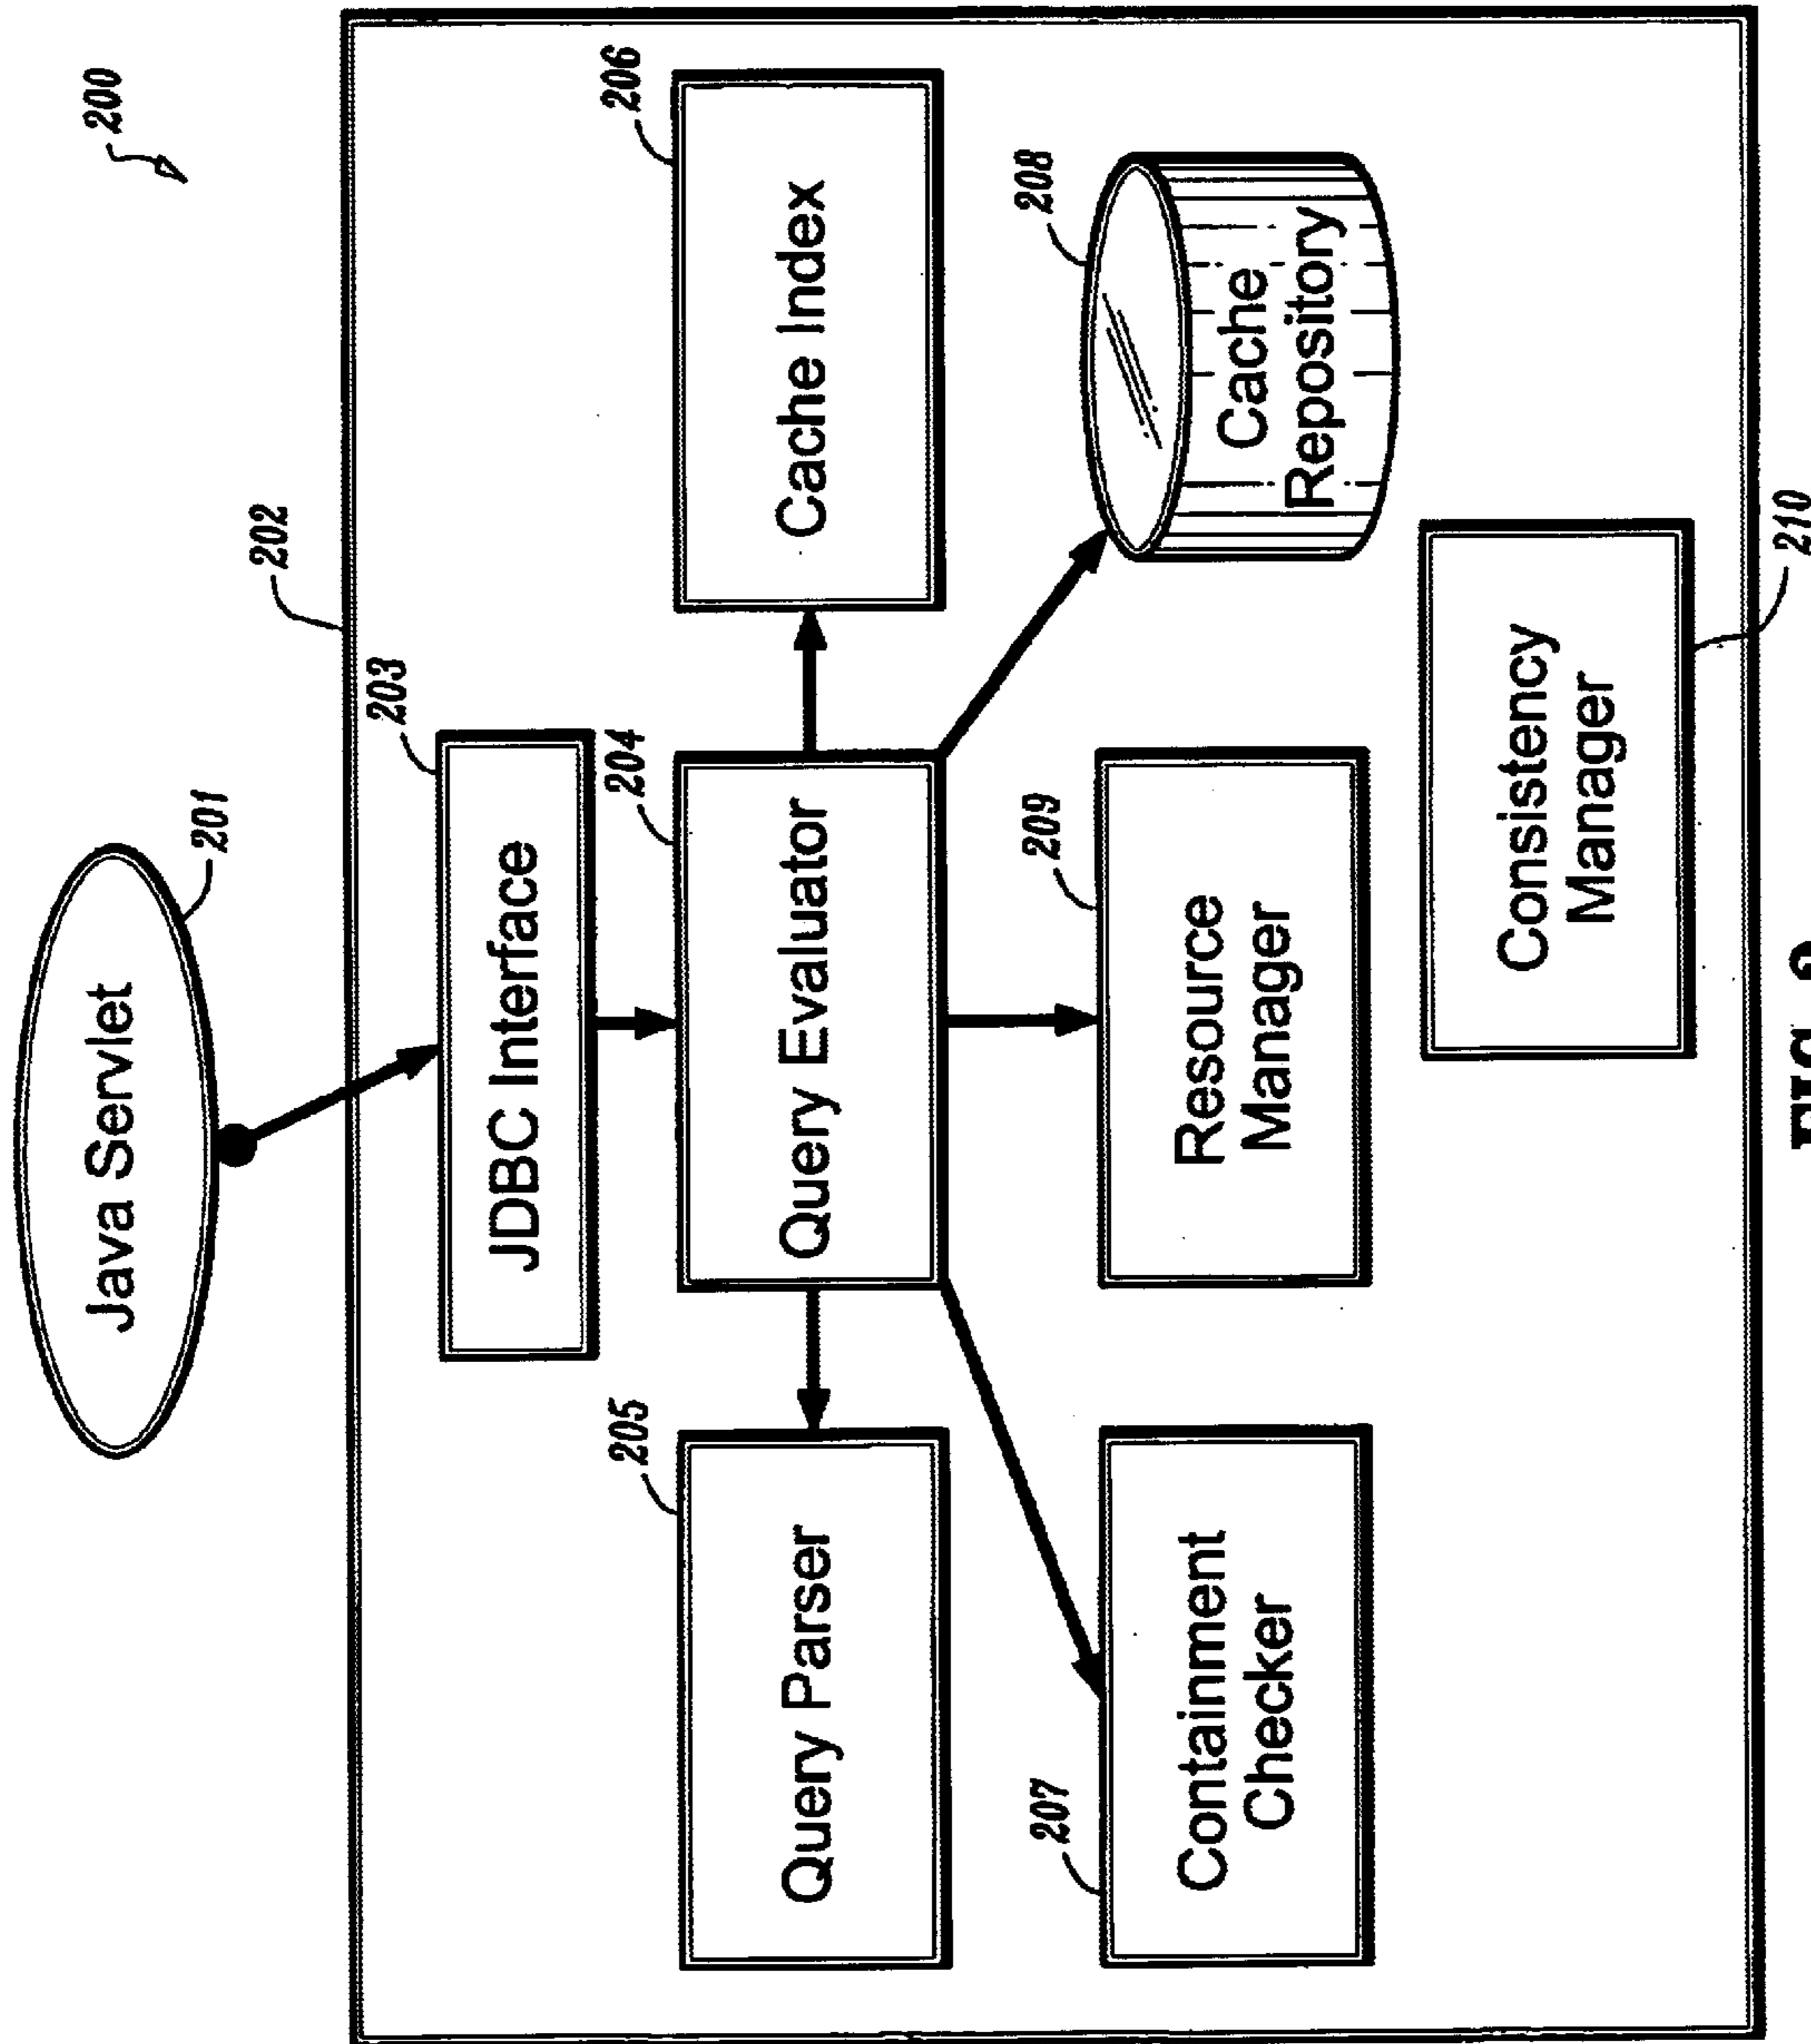 200
Java Servlet
201
202
JDBC Interface
203
Query Parser
205
Query Evaluator
204
Cache Index
206
Containment
Checker
207
Resource
Manager
209
Cache
Repository
208
Consistency
Manager
210